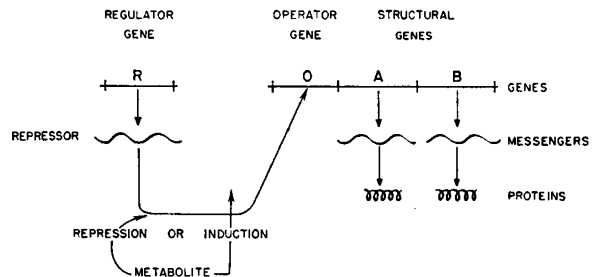 REGULATOR
GENE
OPERATOR
GENE
STRUCTURAL
GENES
R
O
A
B
GENES
REPRESSOR
MESSENGERS
PROTEINS
REPRESSION OR INDUCTION
METABOLITE